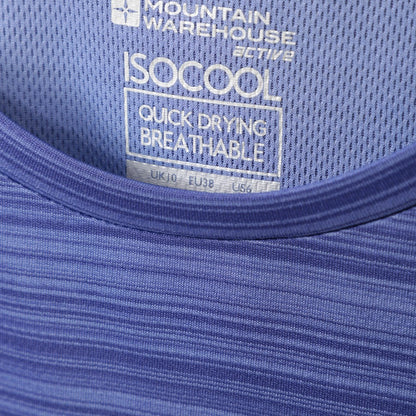 MOUNTAIN
WAREHOUSE
active
ISOCOOL
QUICK DRYING
BREATHABLE
UK10 EU38 US6